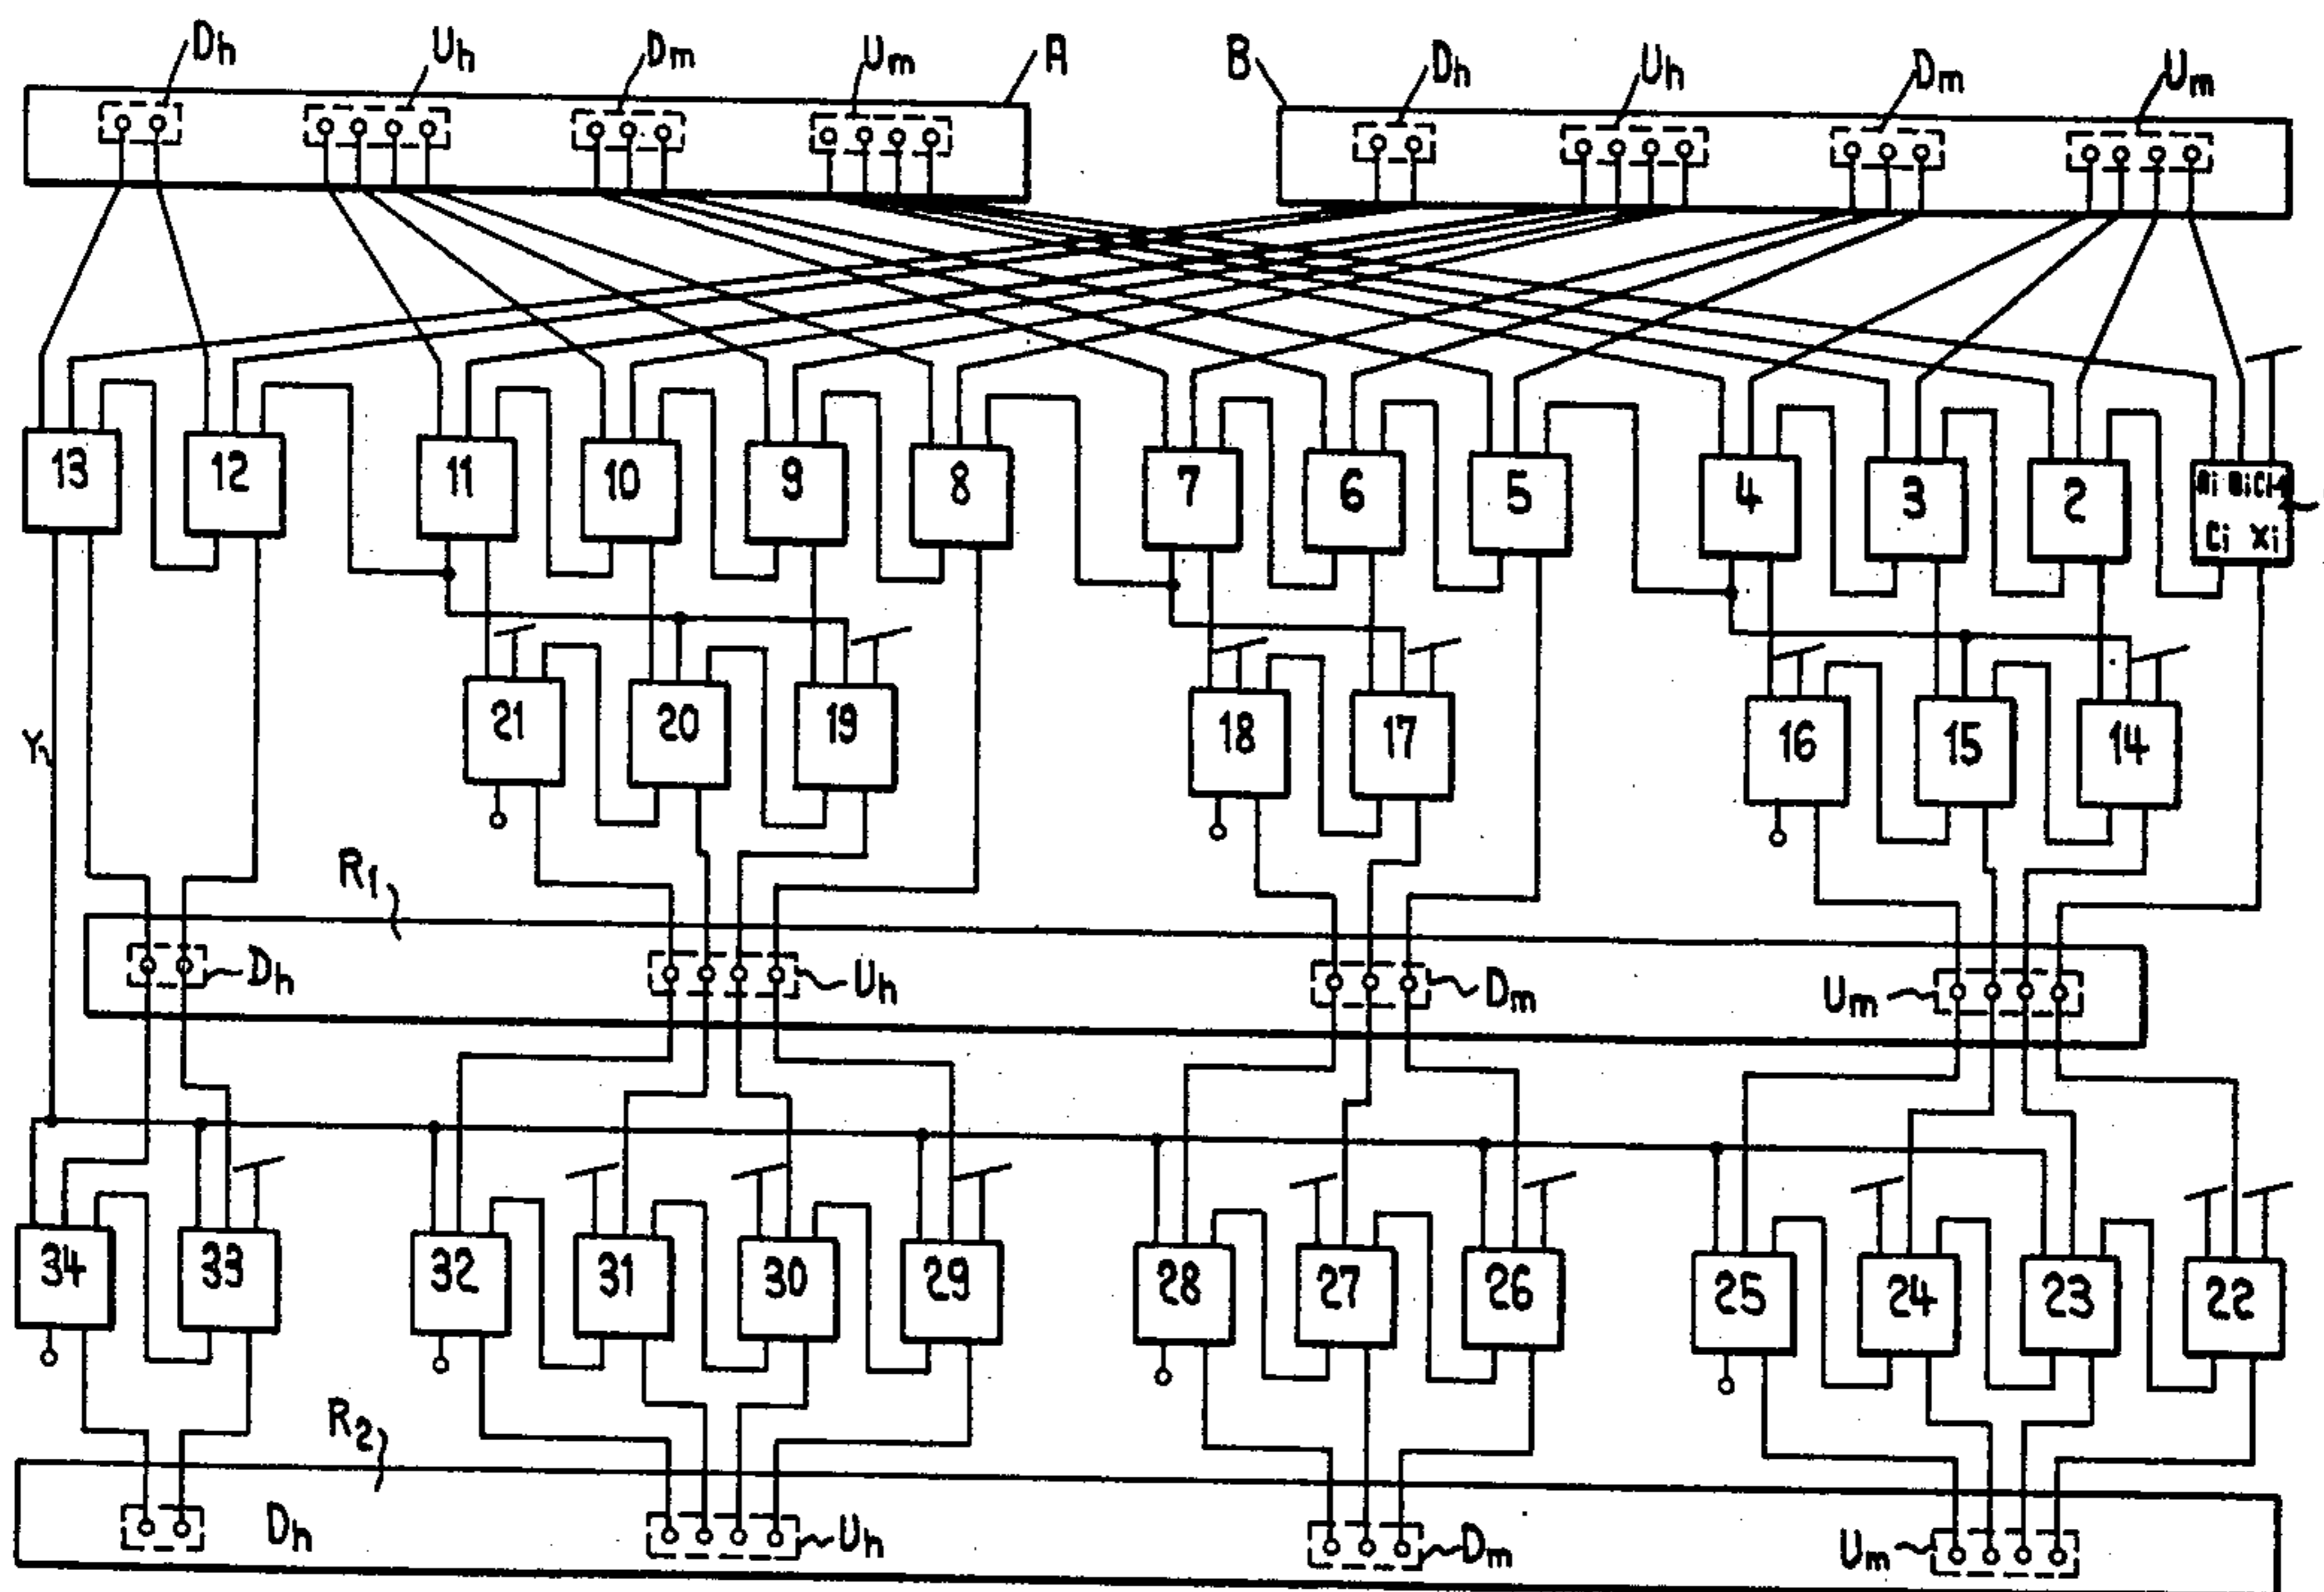 Dh Uh Dm Um A B Dh Uh Dm Um
13 12 11 10 9 8 7 6 5 4 3 2
Ci Xi
21 20 19 18 17 16 15 14
Y
R1
Dh Uh Dm Um
34 33 32 31 30 29 28 27 26 25 24 23 22
R2
Dh Uh Dm Um